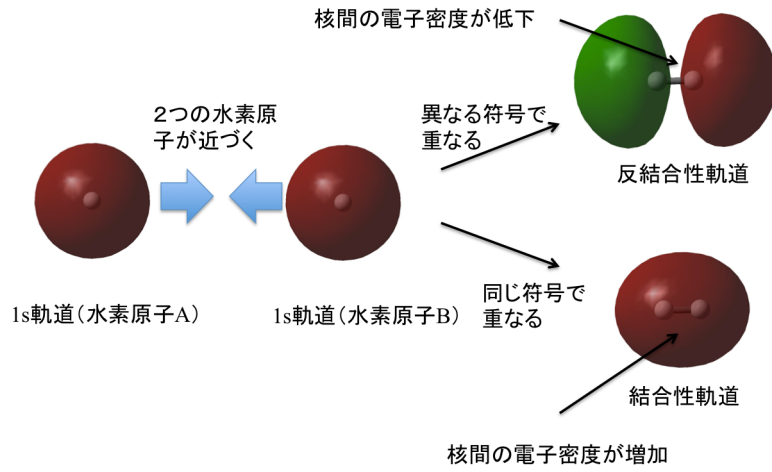 核間の電子密度が低下
２つの水素原
子が近づく
異なる符号で
重なる
反結合性軌道
1s軌道（水素原子A）
1s軌道（水素原子B）
同じ符号で
重なる
結合性軌道
核間の電子密度が増加